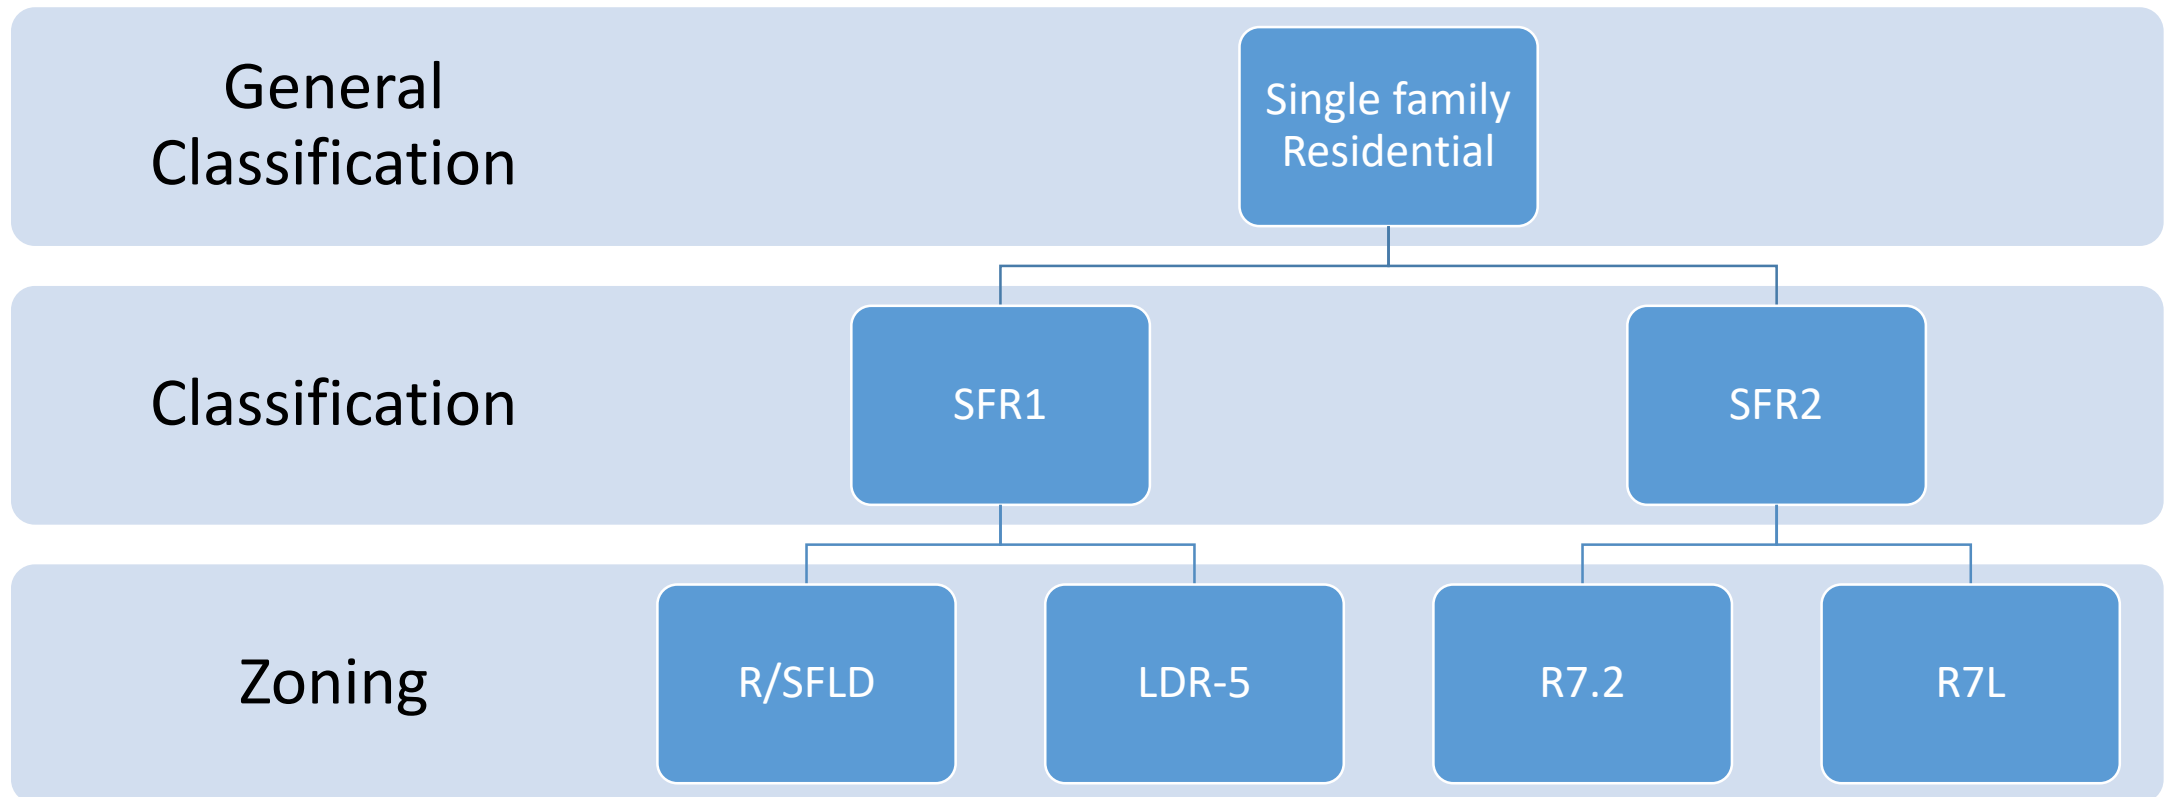 General
Classification
Single family
Residential
Classification
SFR1
SFR2
Zoning
R/SFLD
LDR-5
R7.2
R7L